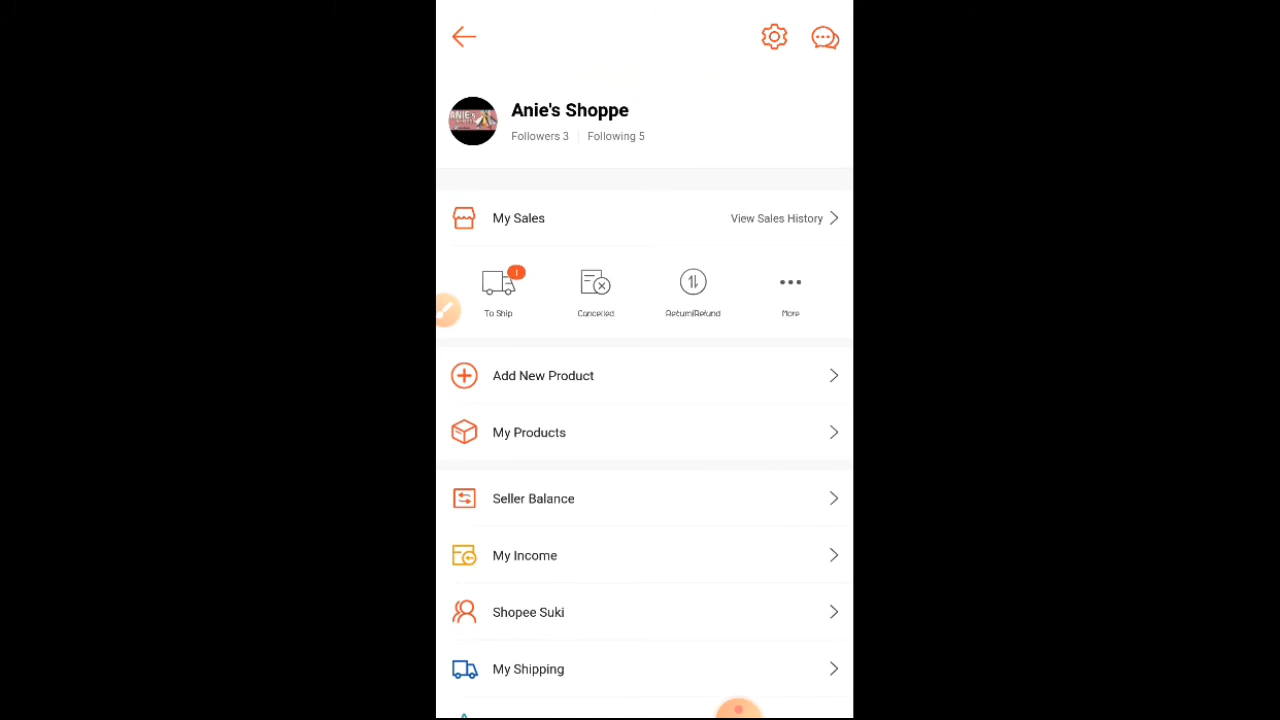 Anie's Shoppe
Followers 3 Following 5
My Sales View Sales History
1
To Ship Cancelled Return/Refund More
Add New Product
My Products
Seller Balance
My Income
Shopee Suki
My Shipping